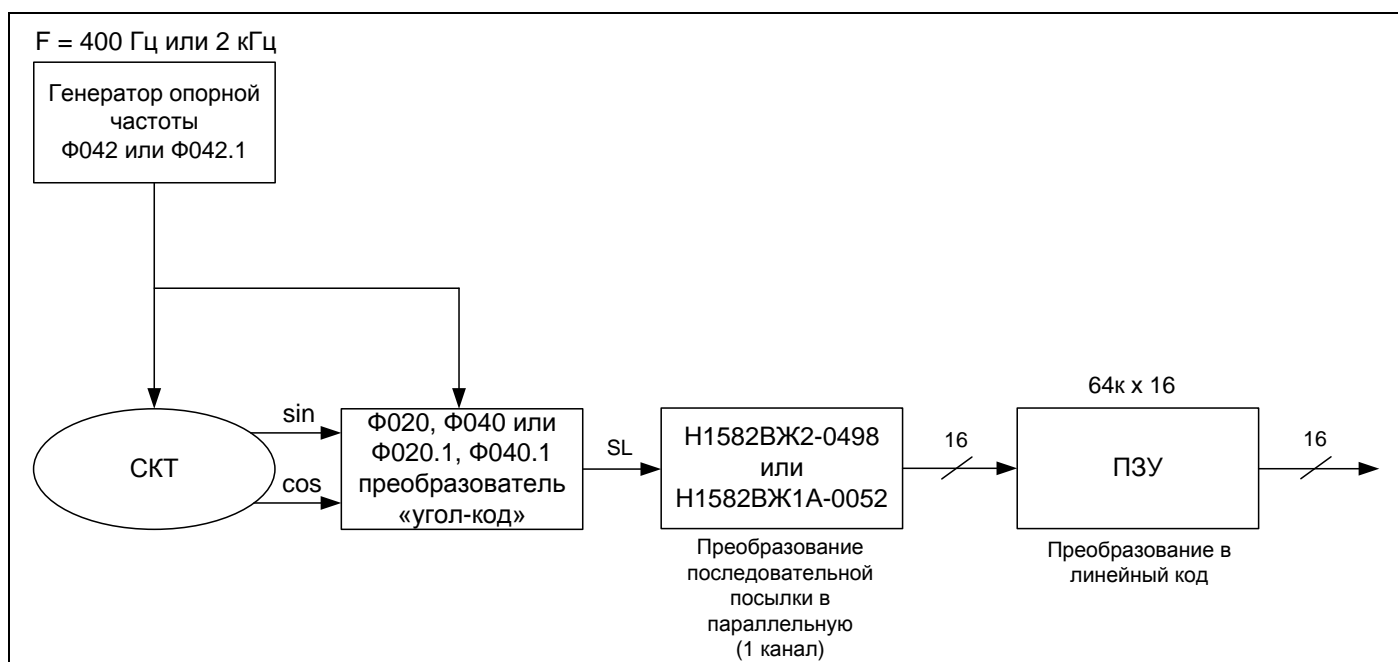 F = 400 Гц или 2 кГц
Генератор опорной
частоты
Ф042 или Ф042.1
СКТ
sin
cos
Ф020, Ф040 или
Ф020.1, Ф040.1
преобразователь
«угол-код»
SL
Н1582ВЖ2-0498
или
Н1582ВЖ1А-0052
Преобразование
последовательной
посылки в
параллельную
(1 канал)
16
64к x 16
ПЗУ
Преобразование в
линейный код
16